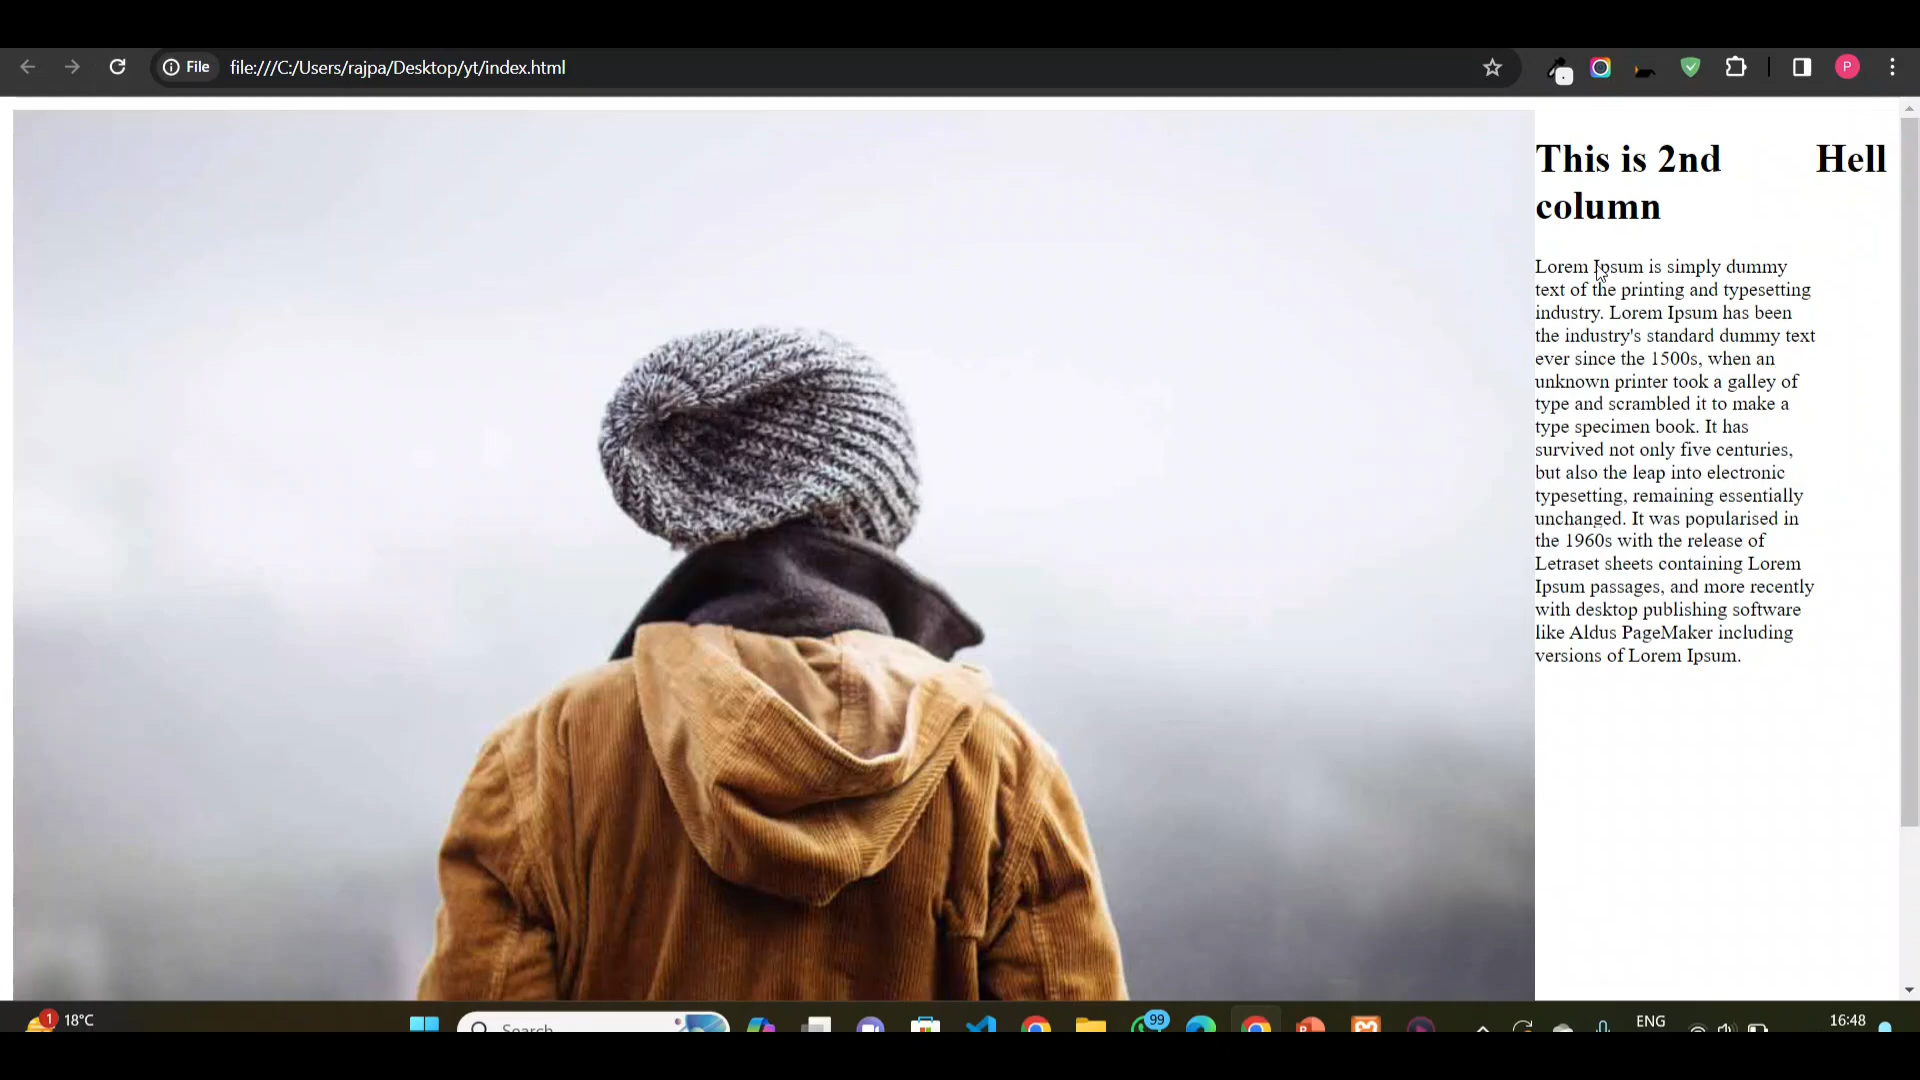 File
file:///C:/Users/rajpa/Desktop/yt/index.html
P
This is 2nd
column
Hell
Lorem Ipsum is simply dummy
text of the printing and typesetting
industry. Lorem Ipsum has been
the industry's standard dummy text
ever since the 1500s, when an
unknown printer took a galley of
type and scrambled it to make a
type specimen book. It has
survived not only five centuries,
but also the leap into electronic
typesetting, remaining essentially
unchanged. It was popularised in
the 1960s with the release of
Letraset sheets containing Lorem
Ipsum passages, and more recently
with desktop publishing software
like Aldus PageMaker including
versions of Lorem Ipsum.
1
18°C
Search
99
ENG
16:48